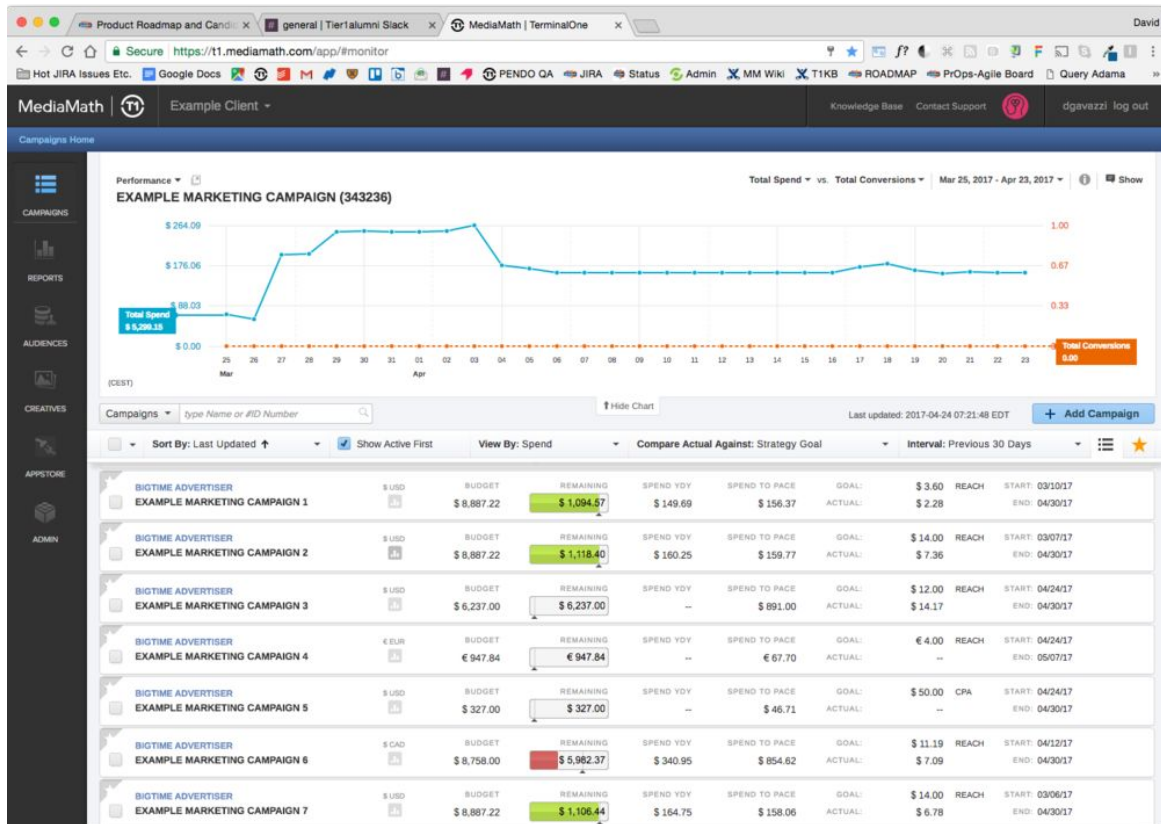 Product Roadmap and Candic
general | Tier1alumni Slack
MediaMath | TerminalOne
David
Secure https://t1.mediamath.com/app/#monitor
Hot JIRA Issues Etc. Google Docs PENDO QA JIRA Status Admin MM Wiki T1KB ROADMAP PrOps-Agile Board Query Adama »
MediaMath T1 Example Client Knowledge Base Contact Support dgavazzi log out
Campaigns Home
CAMPAIGNS
REPORTS
AUDIENCES
CREATIVES
APPSTORE
ADMIN
Performance Total Spend vs. Total Conversions Mar 25, 2017 - Apr 23, 2017 Show
EXAMPLE MARKETING CAMPAIGN (343236)
$ 264.09 1.00
$ 176.06 0.67
$ 88.03 0.33
Total Spend
$ 5,299.15
$ 0.00
Total Conversions
0.00
25 26 27 28 29 30 31 01 02 03 04 05 06 07 08 09 10 11 12 13 14 15 16 17 18 19 20 21 22 23
Mar Apr
(CEST)
Hide Chart
Campaigns type Name or #ID Number Last updated: 2017-04-24 07:21:48 EDT + Add Campaign
Sort By: Last Updated Show Active First View By: Spend Compare Actual Against: Strategy Goal Interval: Previous 30 Days
BIGTIME ADVERTISER $ USD BUDGET REMAINING SPEND YDY SPEND TO PACE GOAL: $ 3.60 REACH START: 03/10/17
EXAMPLE MARKETING CAMPAIGN 1 $ 8,887.22 $ 1,094.57 $ 149.69 $ 156.37 ACTUAL: $ 2.28 END: 04/30/17
BIGTIME ADVERTISER $ USD BUDGET REMAINING SPEND YDY SPEND TO PACE GOAL: $ 14.00 REACH START: 03/07/17
EXAMPLE MARKETING CAMPAIGN 2 $ 8,887.22 $ 1,118.40 $ 160.25 $ 159.77 ACTUAL: $ 7.36 END: 04/30/17
BIGTIME ADVERTISER $ USD BUDGET REMAINING SPEND YDY SPEND TO PACE GOAL: $ 12.00 REACH START: 04/24/17
EXAMPLE MARKETING CAMPAIGN 3 $ 6,237.00 $ 6,237.00 -- $ 891.00 ACTUAL: $ 14.17 END: 04/30/17
BIGTIME ADVERTISER € EUR BUDGET REMAINING SPEND YDY SPEND TO PACE GOAL: € 4.00 REACH START: 04/24/17
EXAMPLE MARKETING CAMPAIGN 4 € 947.84 € 947.84 -- € 67.70 ACTUAL: -- END: 05/07/17
BIGTIME ADVERTISER $ USD BUDGET REMAINING SPEND YDY SPEND TO PACE GOAL: $ 50.00 CPA START: 04/24/17
EXAMPLE MARKETING CAMPAIGN 5 $ 327.00 $ 327.00 -- $ 46.71 ACTUAL: -- END: 04/30/17
BIGTIME ADVERTISER $ CAD BUDGET REMAINING SPEND YDY SPEND TO PACE GOAL: $ 11.19 REACH START: 04/12/17
EXAMPLE MARKETING CAMPAIGN 6 $ 8,758.00 $ 5,982.37 $ 340.95 $ 854.62 ACTUAL: $ 7.09 END: 04/30/17
BIGTIME ADVERTISER $ USD BUDGET REMAINING SPEND YDY SPEND TO PACE GOAL: $ 14.00 REACH START: 03/06/17
EXAMPLE MARKETING CAMPAIGN 7 $ 8,887.22 $ 1,106.44 $ 164.75 $ 158.06 ACTUAL: $ 6.78 END: 04/30/17